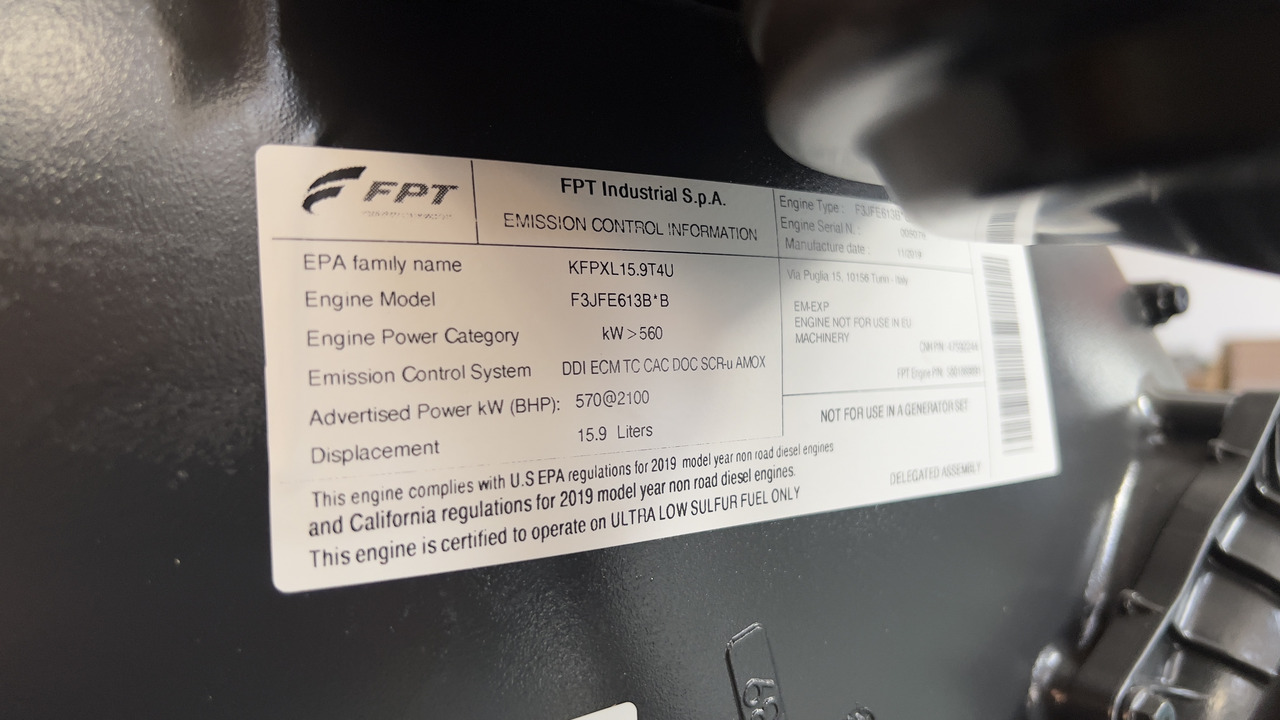 FPT
FPT Industrial S.p.A.
EMISSION CONTROL INFORMATION
Engine Type : F3JFE613B*
Engine Serial N. :
Manufacture date : 11/2019
EPA family name KFPXL15.9T4U
Engine Model F3JFE613B*B
Engine Power Category kW >560
Emission Control System DDI ECM TC CAC DOC SCR-u AMOX
Advertised Power kW (BHP): 570@2100
Displacement 15.9 Liters
Via Puglia 15, 10156 Turin - Italy
EM-EXP
ENGINE NOT FOR USE IN EU
MACHINERY
CNH P/N:
FPT Engine P/N:
NOT FOR USE IN A GENERATOR SET
DELEGATED ASSEMBLY
This engine complies with U.S EPA regulations for 2019 model year non road diesel engines
and California regulations for 2019 model year non road diesel engines.
This engine is certified to operate on ULTRA LOW SULFUR FUEL ONLY